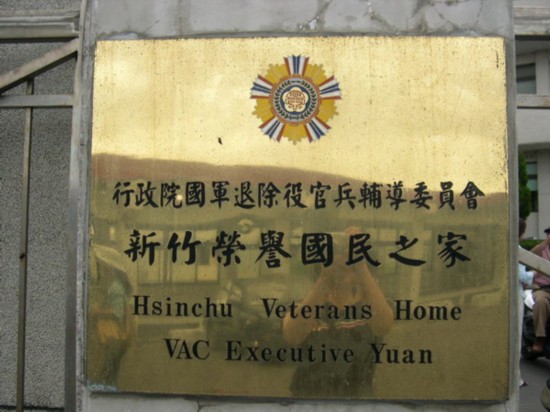 行政院國軍退除役官兵輔導委員會
新竹榮譽國民之家
Hsinchu Veterans Home
VAC Executive Yuan